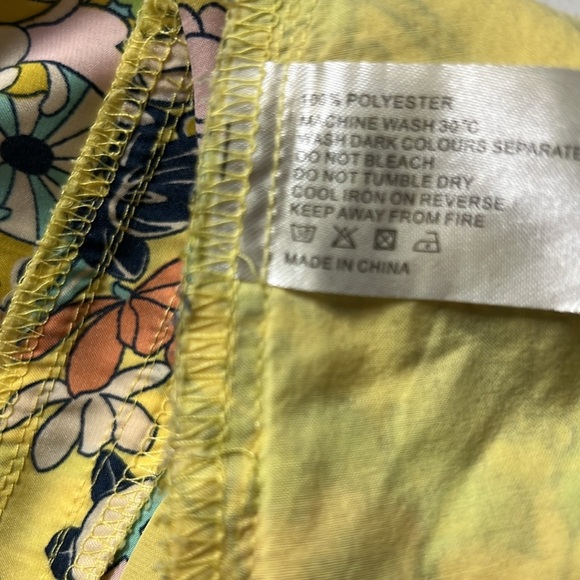 100% POLYESTER
MACHINE WASH 30°C
WASH DARK COLOURS SEPARATE
DO NOT BLEACH
DO NOT TUMBLE DRY
COOL IRON ON REVERSE
KEEP AWAY FROM FIRE
MADE IN CHINA